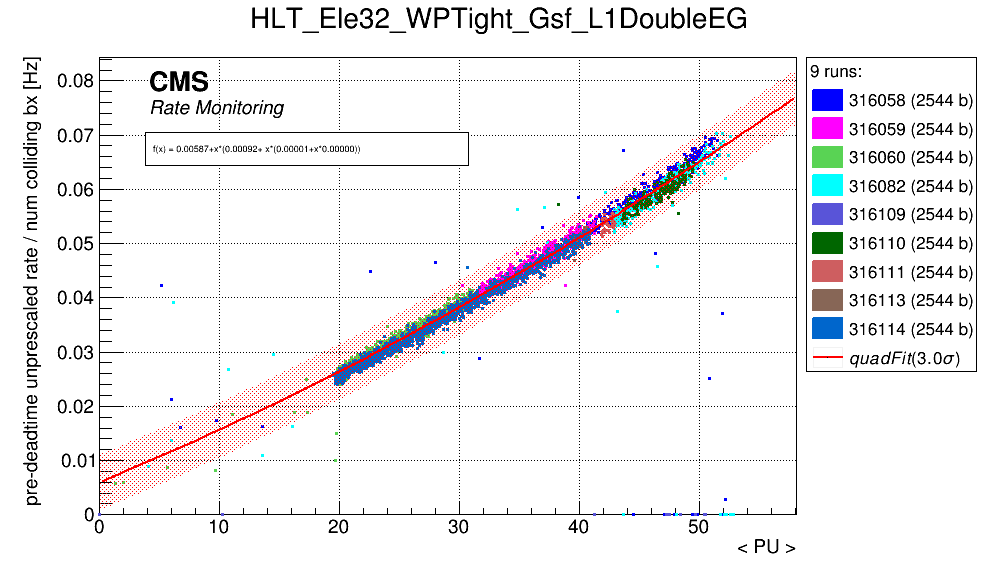 HLT_Ele32_WPTight_Gsf_L1DoubleEG
pre-deadtime unprescaled rate / num colliding bx [Hz]
0.08
0.07
0.06
0.05
0.04
0.03
0.02
0.01
0
CMS
Rate Monitoring
f(x) = 0.00587+x*(0.00092+ x*(0.00001+x*0.00000))
0 10 20 30 40 50
< PU >
9 runs:
316058 (2544 b)
316059 (2544 b)
316060 (2544 b)
316082 (2544 b)
316109 (2544 b)
316110 (2544 b)
316111 (2544 b)
316113 (2544 b)
316114 (2544 b)
quadFit(3.0σ)